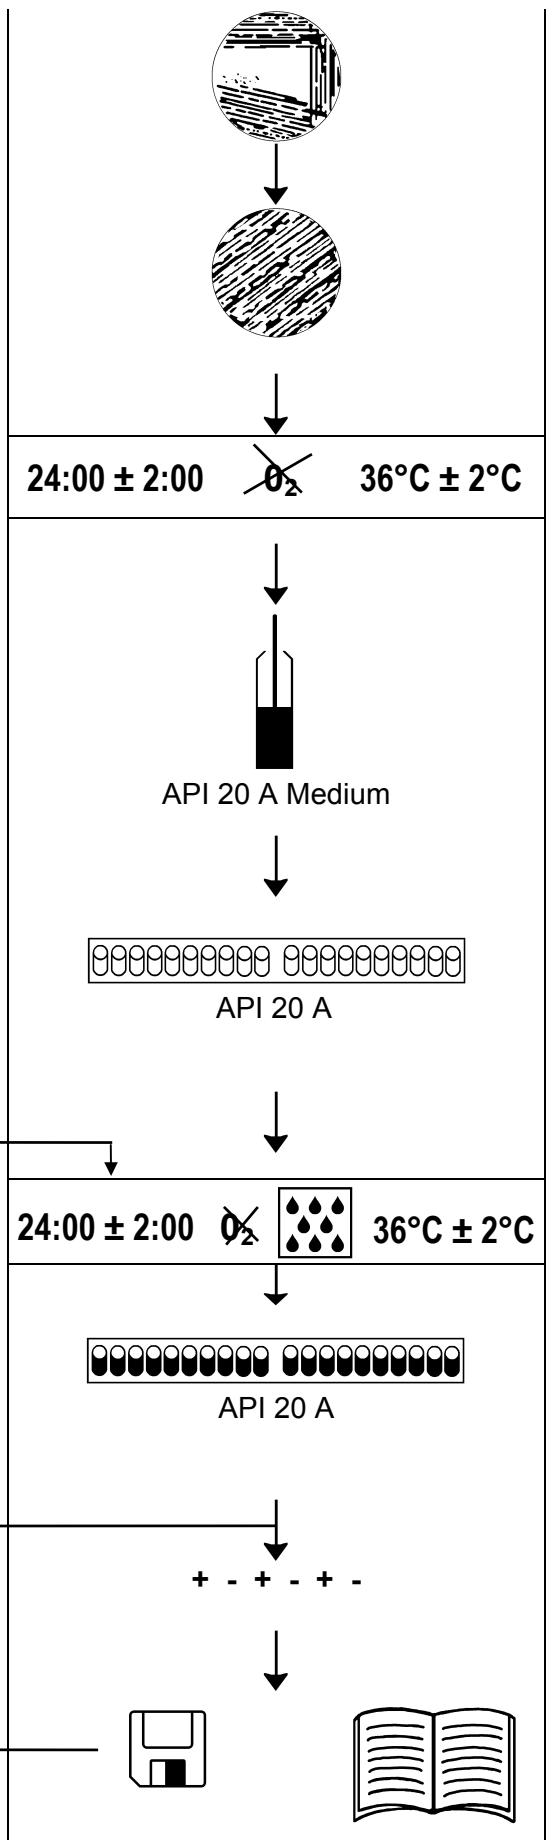 24:00 ± 2:00 O₂ 36°C ± 2°C
API 20 A Medium
API 20 A
24:00 ± 2:00 O₂ 36°C ± 2°C
API 20 A
+ - + - + -